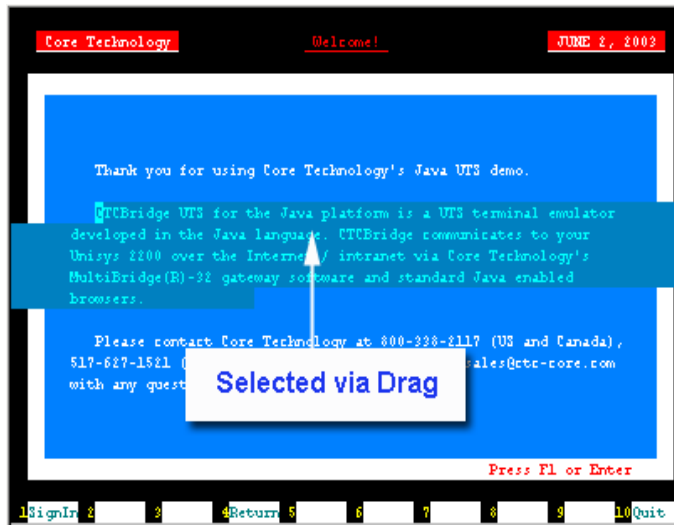 Core Technology Welcome! JUNE 2, 2003
Thank you for using Core Technology's Java UTS demo.
CTCBridge UTS for the Java platform is a UTS terminal emulator
developed in the Java language. CTCBridge communicates to your
Unisys 2200 over the Internet / intranet via Core Technology's
MultiBridge(R)-32 gateway software and standard Java enabled
browsers.
Please contact Core Technology at 800-338-2117 (US and Canada),
517-627-1521 ( sales@ctc-core.com
with any quest
Selected via Drag
Press F1 or Enter
1SignIn 2 3 4Return 5 6 7 8 9 10Quit